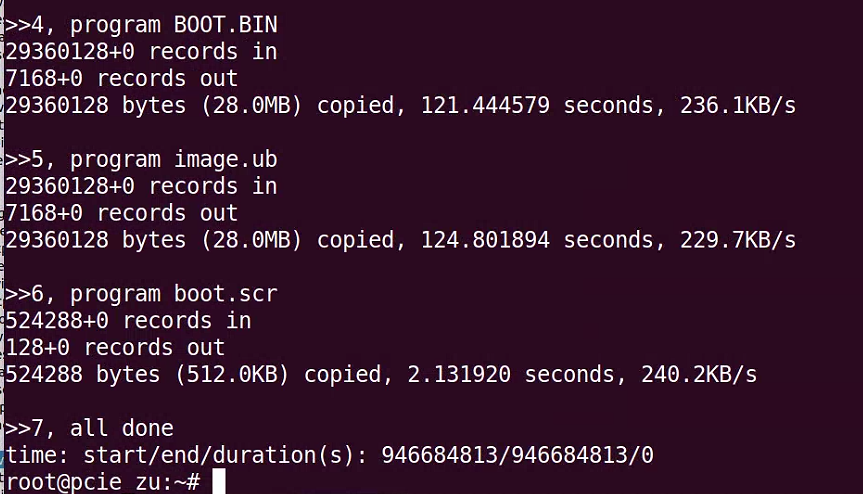 >>4, program BOOT.BIN
29360128+0 records in
7168+0 records out
29360128 bytes (28.0MB) copied, 121.444579 seconds, 236.1KB/s
>>5, program image.ub
29360128+0 records in
7168+0 records out
29360128 bytes (28.0MB) copied, 124.801894 seconds, 229.7KB/s
>>6, program boot.scr
524288+0 records in
128+0 records out
524288 bytes (512.0KB) copied, 2.131920 seconds, 240.2KB/s
>>7, all done
time: start/end/duration(s): 946684813/946684813/0
root@pcie zu:~#